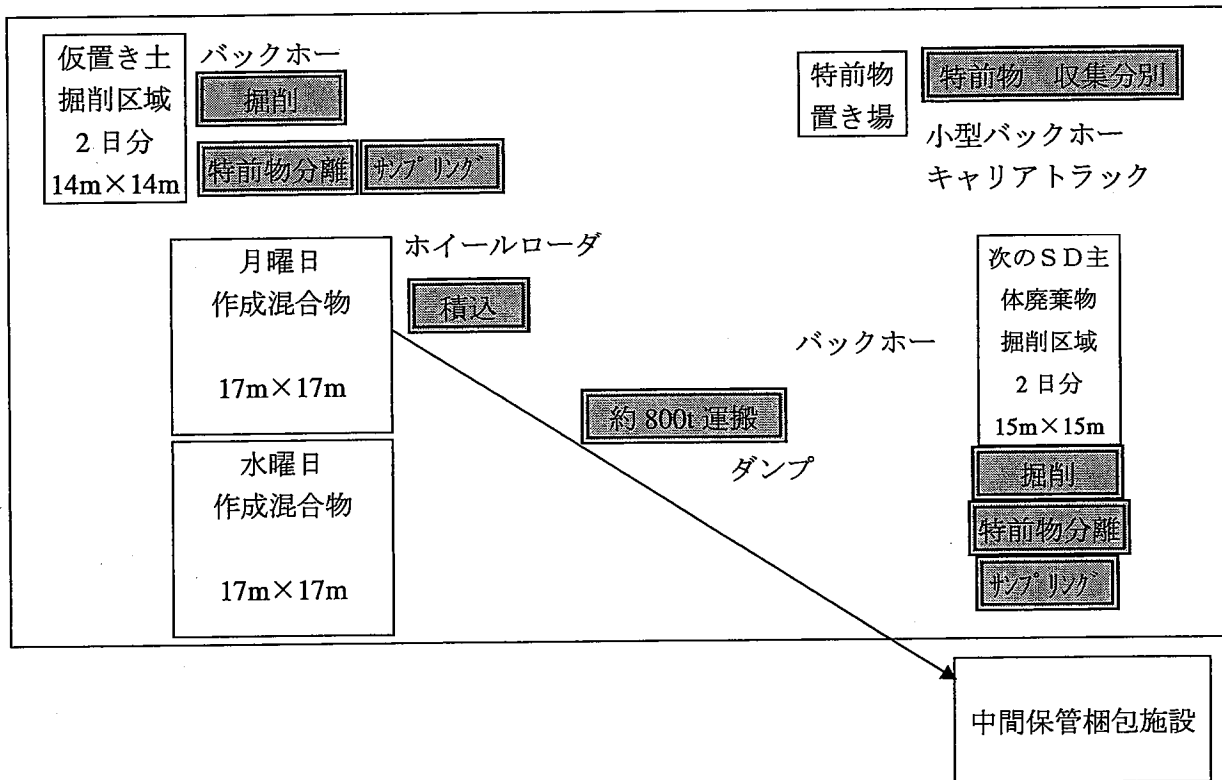 仮置き土
掘削区域
2日分
14m×14m
バックホー
掘削
特前物分離
ｻﾝﾌﾟﾘﾝｸﾞ
特前物
置き場
特前物 収集分別
小型バックホー
キャリアトラック
月曜日
作成混合物
17m×17m
ホイールローダ
積込
水曜日
作成混合物
17m×17m
約800t運搬
ダンプ
バックホー
次のＳＤ主
体廃棄物
掘削区域
2日分
15m×15m
掘削
特前物分離
ｻﾝﾌﾟﾘﾝｸﾞ
中間保管梱包施設